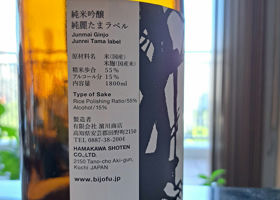 純米吟醸
純麗たまラベル
Junmai Ginjo
Junrei Tama label
原材料名 米(国産)
米麹(国産米)
精米歩合 55%
アルコール分 15%
内容量 1800ml
Type of Sake
Rice Polishing Ratio/55%
Alcohol/15%
製造者
有限会社 濵川商店
高知県安芸郡田野町2150
TEL 0887-38-2004
HAMAKAWA SHOTEN
CO.,LTD.
2150 Tano-cho Aki-gun,
Kochi JAPAN
www.bijofu.jp